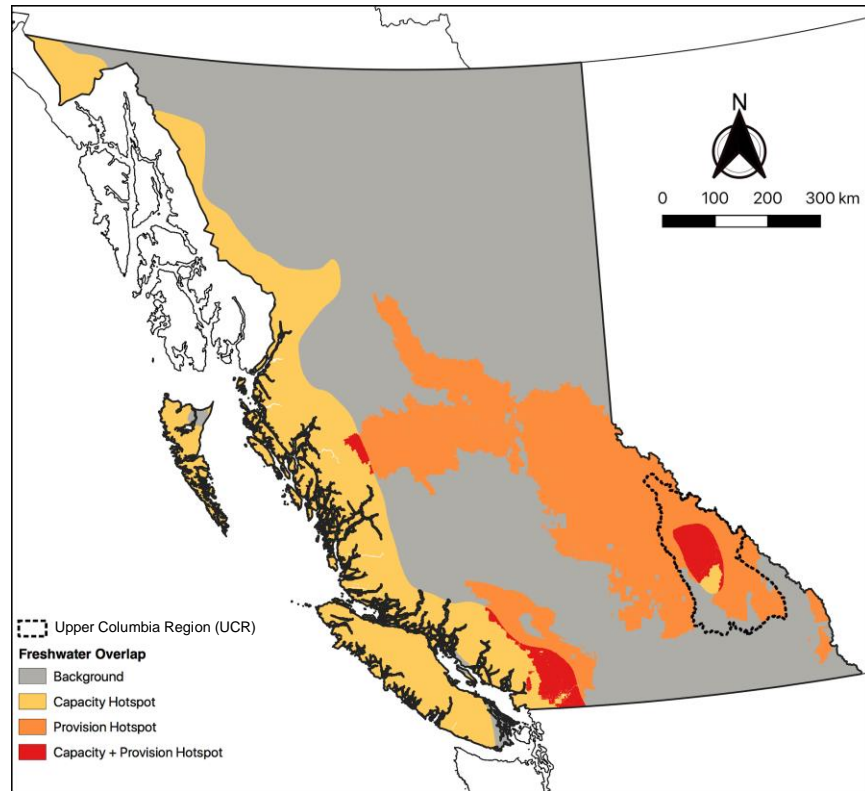 N
0 100 200 300 km
Upper Columbia Region (UCR)
Freshwater Overlap
Background
Capacity Hotspot
Provision Hotspot
Capacity + Provision Hotspot